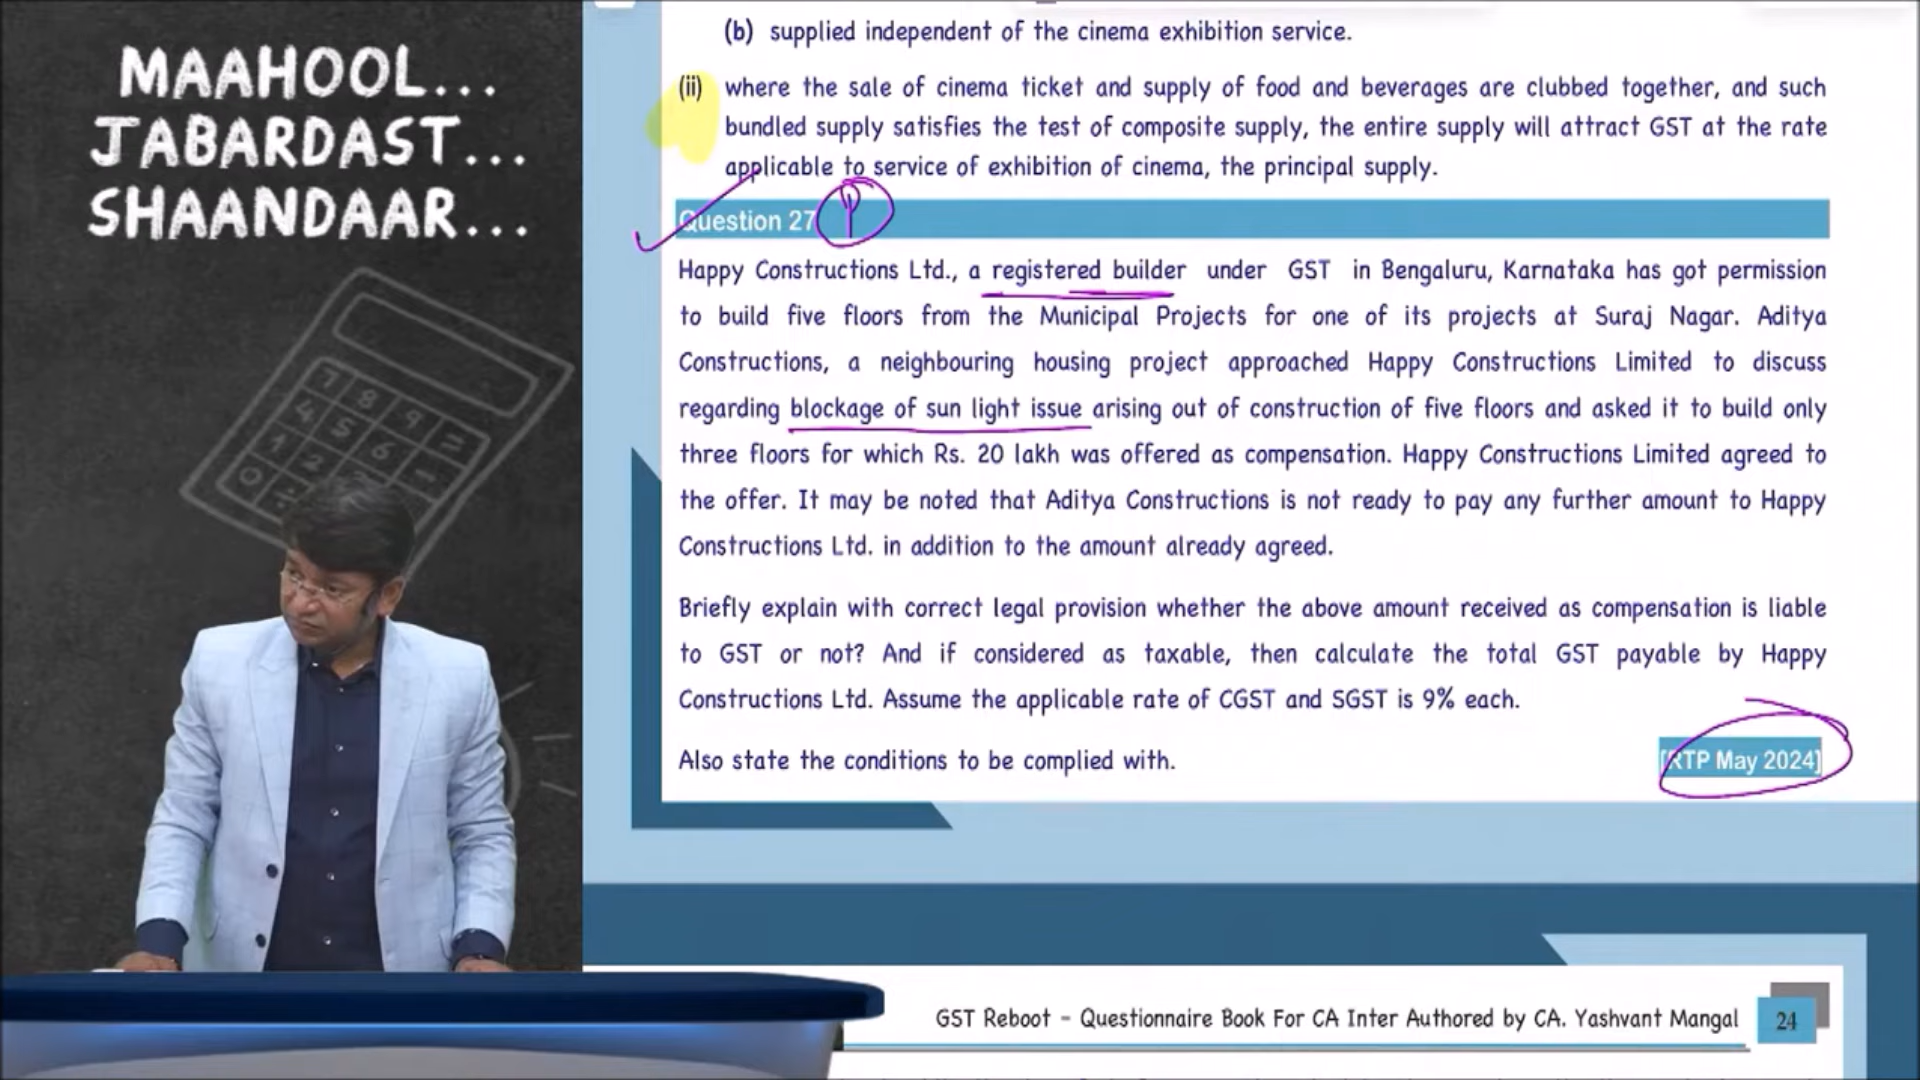 MAAHOOL...
JABARDAST...
SHAANDAAR...
(b) supplied independent of the cinema exhibition service.
(ii) where the sale of cinema ticket and supply of food and beverages are clubbed together, and such
bundled supply satisfies the test of composite supply, the entire supply will attract GST at the rate
applicable to service of exhibition of cinema, the principal supply.
Question 27
Happy Constructions Ltd., a registered builder under GST in Bengaluru, Karnataka has got permission
to build five floors from the Municipal Projects for one of its projects at Suraj Nagar. Aditya
Constructions, a neighbouring housing project approached Happy Constructions Limited to discuss
regarding blockage of sun light issue arising out of construction of five floors and asked it to build only
three floors for which Rs. 20 lakh was offered as compensation. Happy Constructions Limited agreed to
the offer. It may be noted that Aditya Constructions is not ready to pay any further amount to Happy
Constructions Ltd. in addition to the amount already agreed.
Briefly explain with correct legal provision whether the above amount received as compensation is liable
to GST or not? And if considered as taxable, then calculate the total GST payable by Happy
Constructions Ltd. Assume the applicable rate of CGST and SGST is 9% each.
Also state the conditions to be complied with.
[RTP May 2024]
GST Reboot - Questionnaire Book For CA Inter Authored by CA. Yashvant Mangal
24